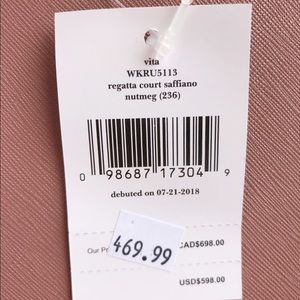 vita
WKRU5113
regatta court saffiano
nutmeg (236)
0 98687 17304 9
debuted on 07-21-2018
469.99
Our P
CAD$698.00
USD$598.00